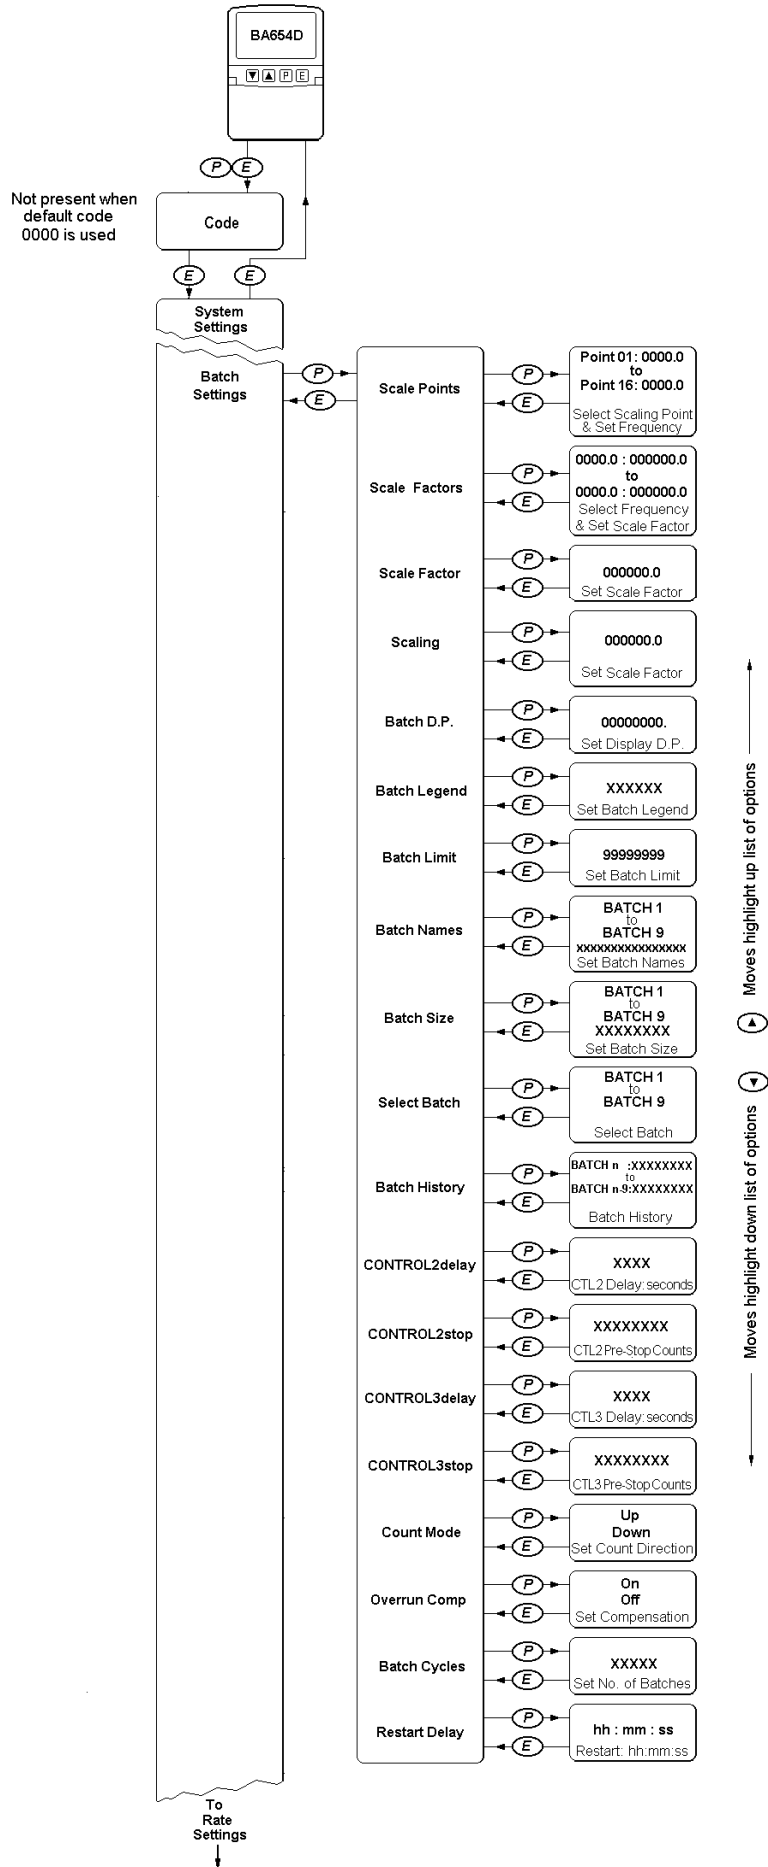 BA654D
▼ ▲ P E
P E
Not present when
default code
0000 is used
Code
E E
System
Settings
Batch
Settings
P
E
Scale Points
P
E
Point 01: 0000.0
to
Point 16: 0000.0
Select Scaling Point
& Set Frequency
Scale Factors
P
E
0000.0 : 000000.0
to
0000.0 : 000000.0
Select Frequency
& Set Scale Factor
Scale Factor
P
E
000000.0
Set Scale Factor
Scaling
P
E
000000.0
Set Scale Factor
Batch D.P.
P
E
00000000.
Set Display D.P.
Batch Legend
P
E
XXXXXX
Set Batch Legend
Batch Limit
P
E
99999999
Set Batch Limit
Batch Names
P
E
BATCH 1
to
BATCH 9
xxxxxxxxxxxxxxxx
Set Batch Names
Batch Size
P
E
BATCH 1
to
BATCH 9
XXXXXXXX
Set Batch Size
Select Batch
P
E
BATCH 1
to
BATCH 9
Select Batch
Batch History
P
E
BATCH n :XXXXXXXX
to
BATCH n-9:XXXXXXXX
Batch History
CONTROL2delay
P
E
XXXX
CTL2 Delay:seconds
CONTROL2stop
P
E
XXXXXXXX
CTL2 Pre-Stop Counts
CONTROL3delay
P
E
XXXX
CTL3 Delay:seconds
CONTROL3stop
P
E
XXXXXXXX
CTL3 Pre-Stop Counts
Count Mode
P
E
Up
Down
Set Count Direction
Overrun Comp
P
E
On
Off
Set Compensation
Batch Cycles
P
E
XXXXX
Set No. of Batches
Restart Delay
P
E
hh : mm : ss
Restart: hh:mm:ss
To
Rate
Settings
▲ Moves highlight up list of options
Moves highlight down list of options ▼